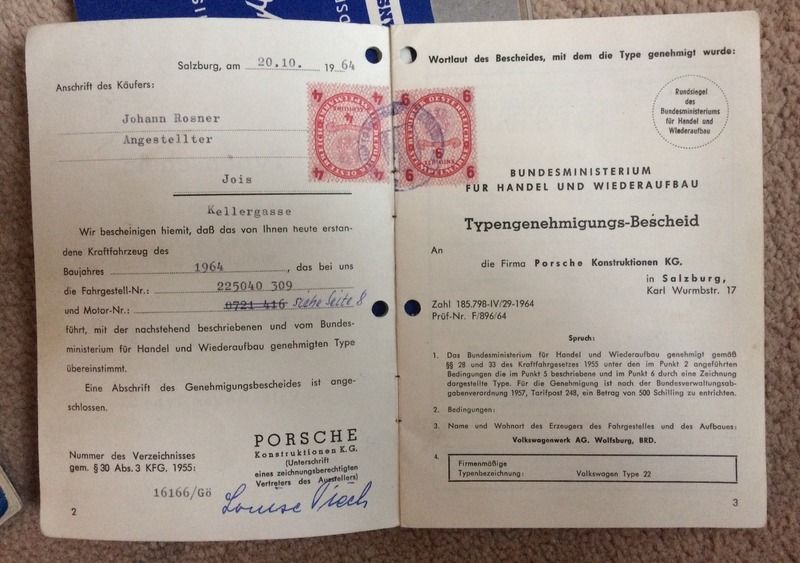 Salzburg, am 20.10. 1964
Anschrift des Käufers:
Johann Rosner
Angestellter
Jois
Kellergasse
Wir bescheinigen hiemit, daß das von Ihnen heute erstan-
dene Kraftfahrzeug des
Baujahres 1964, das bei uns
die Fahrgestell-Nr.: 225040 309
und Motor-Nr.: 0721 416 siehe Seite 8
führt, mit der nachstehend beschriebenen und vom Bundes-
ministerium für Handel und Wiederaufbau genehmigten Type
übereinstimmt.
Eine Abschrift des Genehmigungsbescheides ist ange-
schlossen.
PORSCHE
Konstruktionen K.G.
(Unterschrift
eines zeichnungsberechtigten
Vertreters des Ausstellers)
Nummer des Verzeichnisses
gem. § 30 Abs. 3 KFG. 1955:
16166/Gö
Louise Piech
2
4 4
4
4 4
6 6
6
6 6
Wortlaut des Bescheides, mit dem die Type genehmigt wurde:
Rundsiegel
des
Bundesministeriums
für Handel und
Wiederaufbau
BUNDESMINISTERIUM
FÜR HANDEL UND WIEDERAUFBAU
Typengenehmigungs-Bescheid
An
die Firma Porsche Konstruktionen KG.
in Salzburg,
Karl Wurmbstr. 17
Zahl 185.798-IV/29-1964
Prüf-Nr. F/896/64
Spruch:
1. Das Bundesministerium für Handel und Wiederaufbau genehmigt gemäß
§§ 28 und 33 des Kraftfahrgesetzes 1955 unter den im Punkt 2 angeführten
Bedingungen die im Punkt 5 beschriebene und im Punkt 6 durch eine Zeichnung
dargestellte Type. Für die Genehmigung ist nach der Bundesverwaltungsab-
gabenverordnung 1957, Tarifpost 248, ein Betrag von 500 Schilling zu entrichten.
2. Bedingungen:
3. Name und Wohnort des Erzeugers des Fahrgestelles und des Aufbaues:
Volkswagenwerk AG. Wolfsburg, BRD.
4.
Firmenmäßige
Typenbezeichnung: Volkswagen Type 22
3